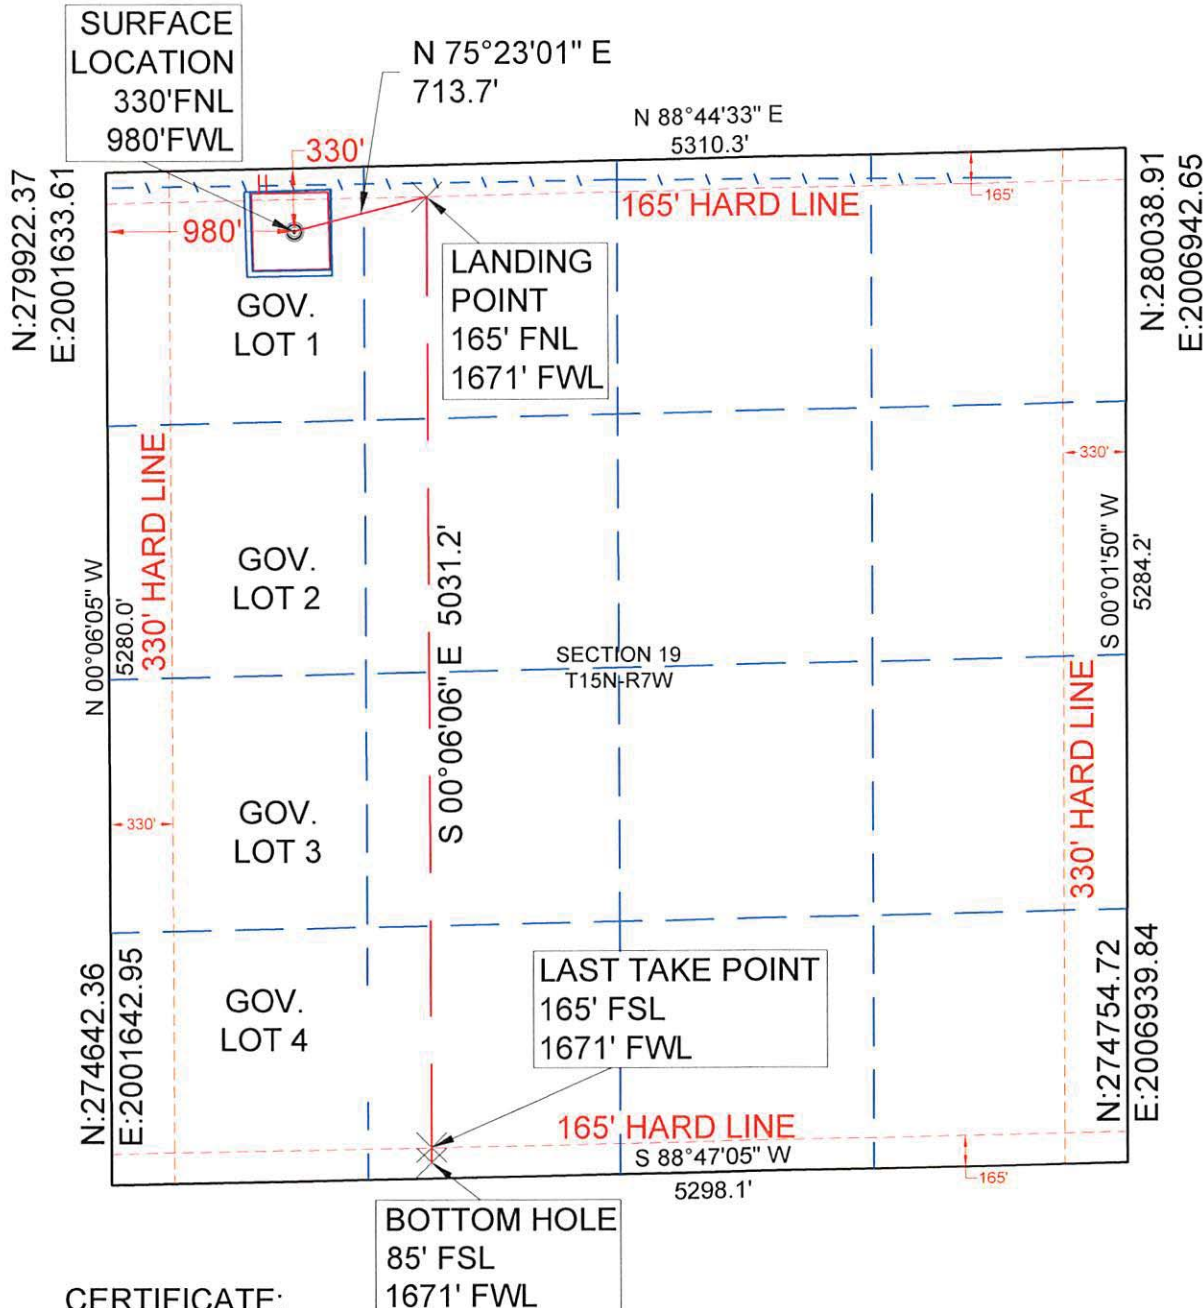 SURFACE
LOCATION
330'FNL
980'FWL
N 75°23'01" E
713.7'
N 88°44'33" E
5310.3'
330'
165'
165' HARD LINE
980'
N:279922.37
E:2001633.61
N:280038.91
E:2006942.65
LANDING
POINT
165' FNL
1671' FWL
GOV.
LOT 1
330' HARD LINE
330'
N 00°06'05" W
5280.0'
GOV.
LOT 2
S 00°06'06" E 5031.2'
S 00°01'50" W
5284.2'
SECTION 19
T15N-R7W
330' HARD LINE
330'
GOV.
LOT 3
N:274642.36
E:2001642.95
GOV.
LOT 4
LAST TAKE POINT
165' FSL
1671' FWL
N:274754.72
E:2006939.84
165' HARD LINE
S 88°47'05" W
5298.1'
165'
BOTTOM HOLE
85' FSL
1671' FWL
CERTIFICATE: